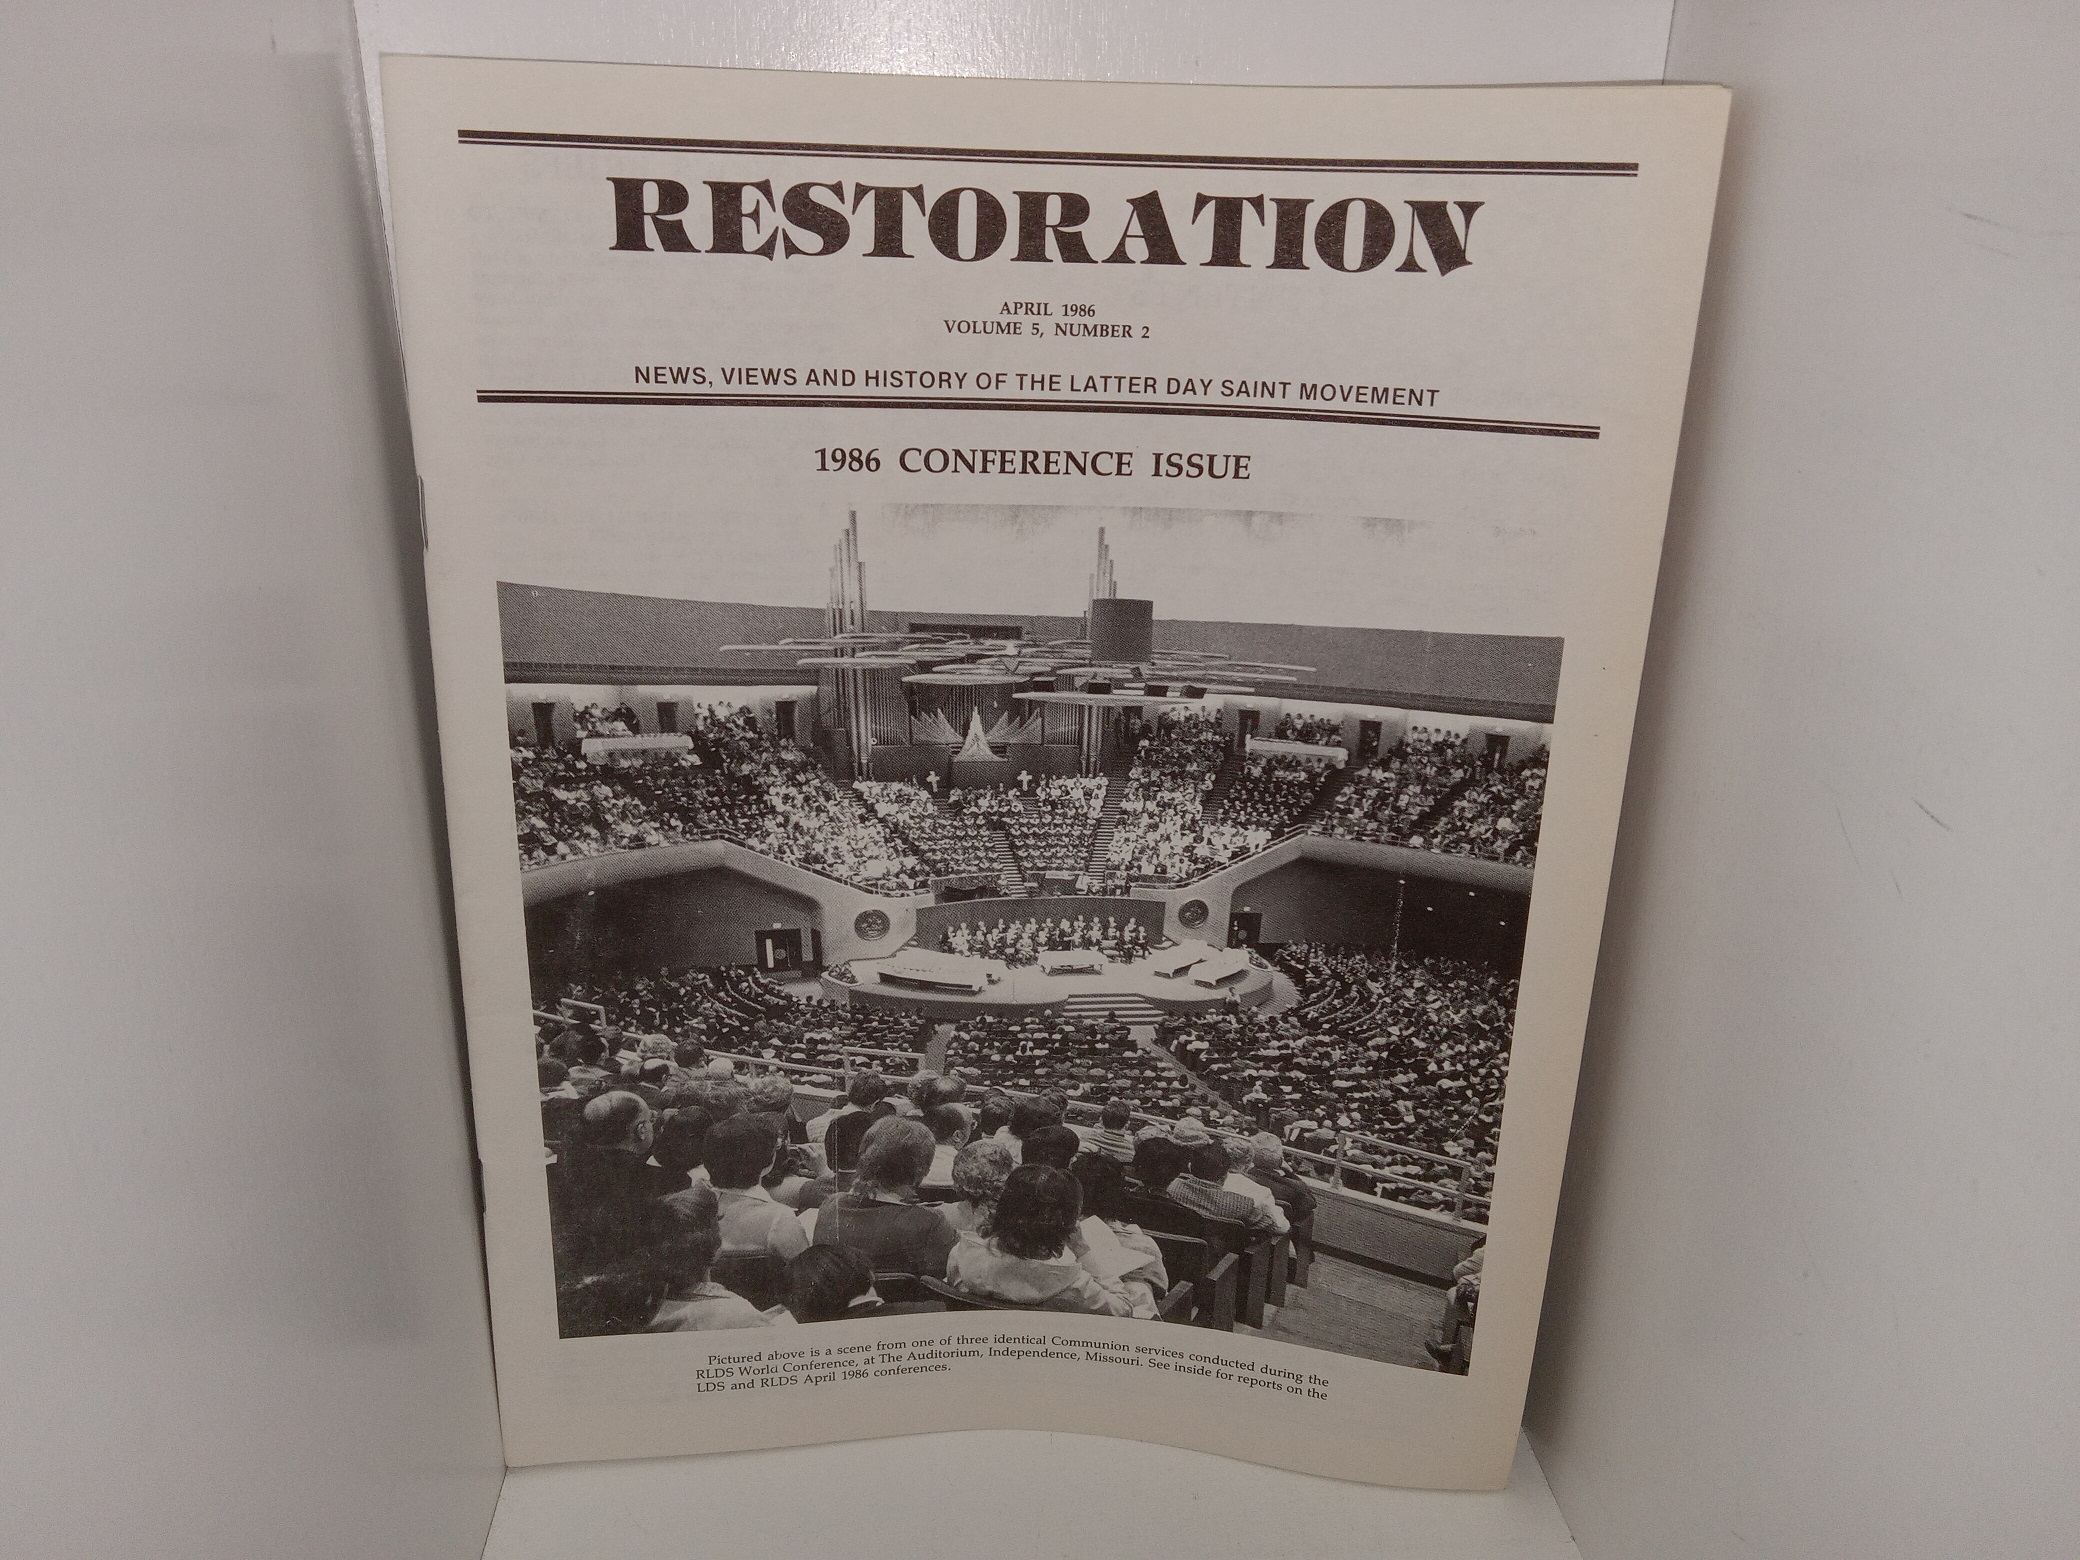 RESTORATION
APRIL 1986
VOLUME 5, NUMBER 2
NEWS, VIEWS AND HISTORY OF THE LATTER DAY SAINT MOVEMENT
1986 CONFERENCE ISSUE
Pictured above is a scene from one of three identical Communion services conducted during the
RLDS World Conference, at The Auditorium, Independence, Missouri. See inside for reports on the
LDS and RLDS April 1986 conferences.